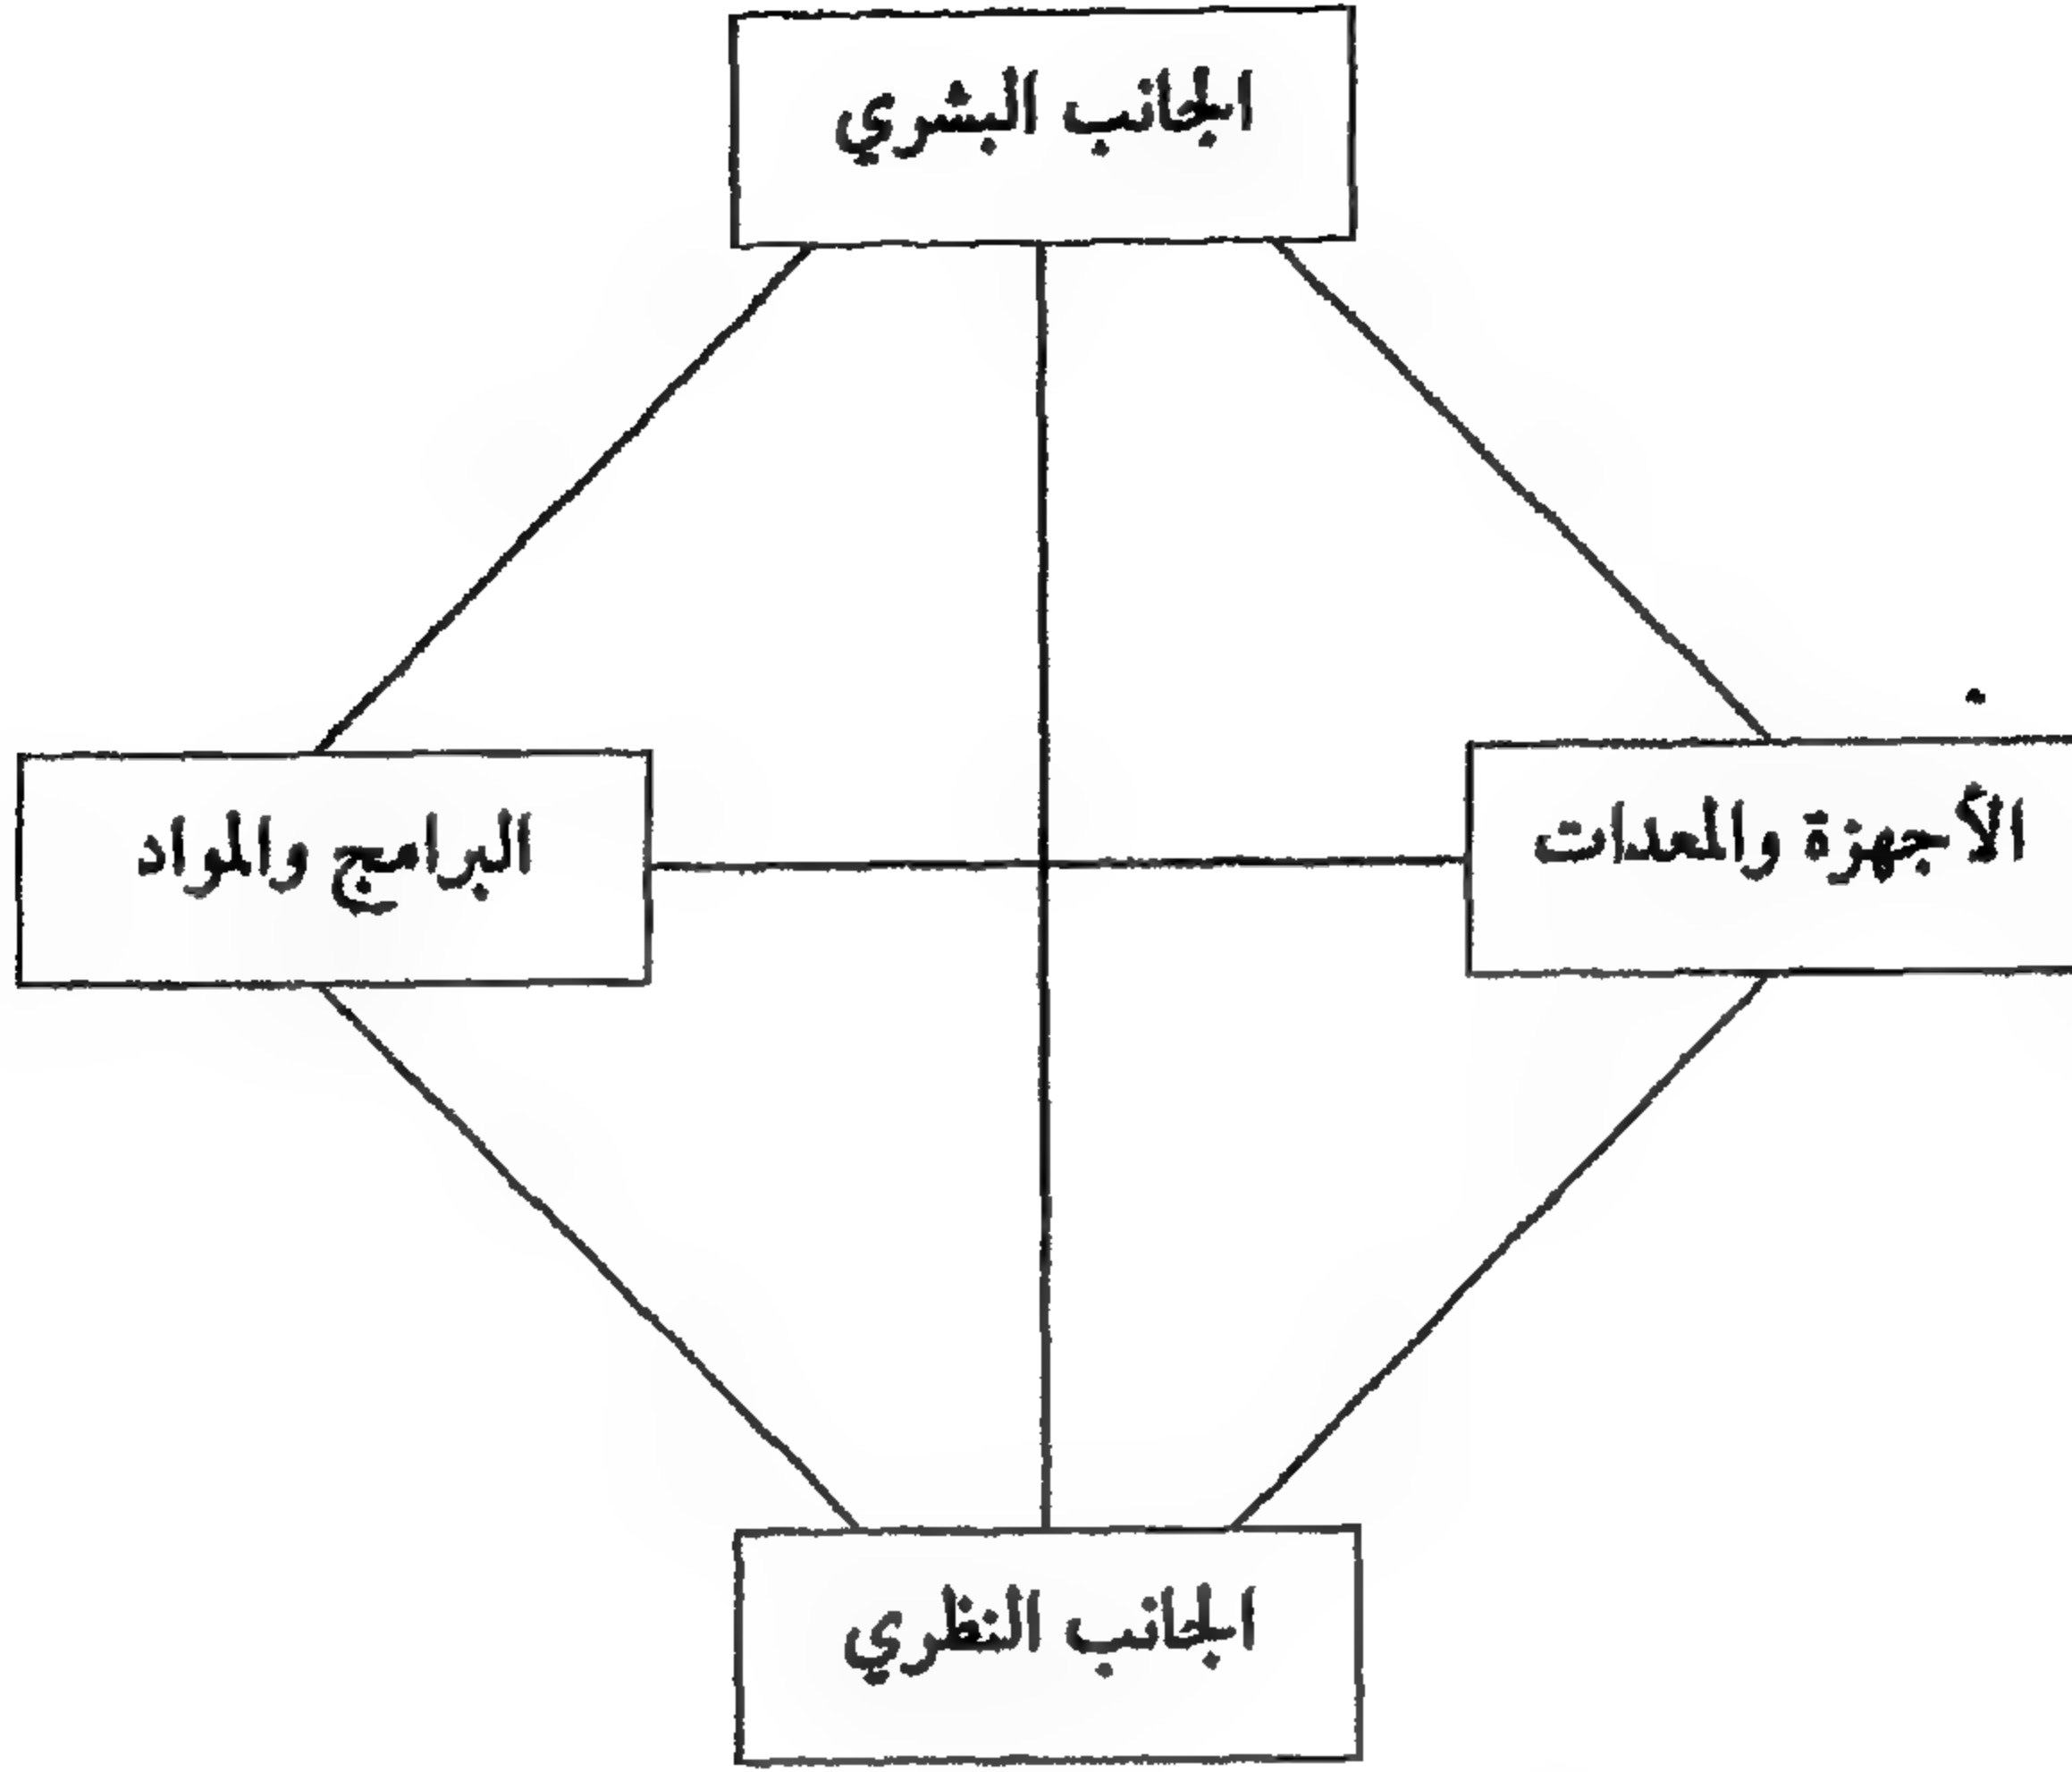 الجانب البشري
الأجهزة والمعدات
البرامج والمواد
الجانب النظري